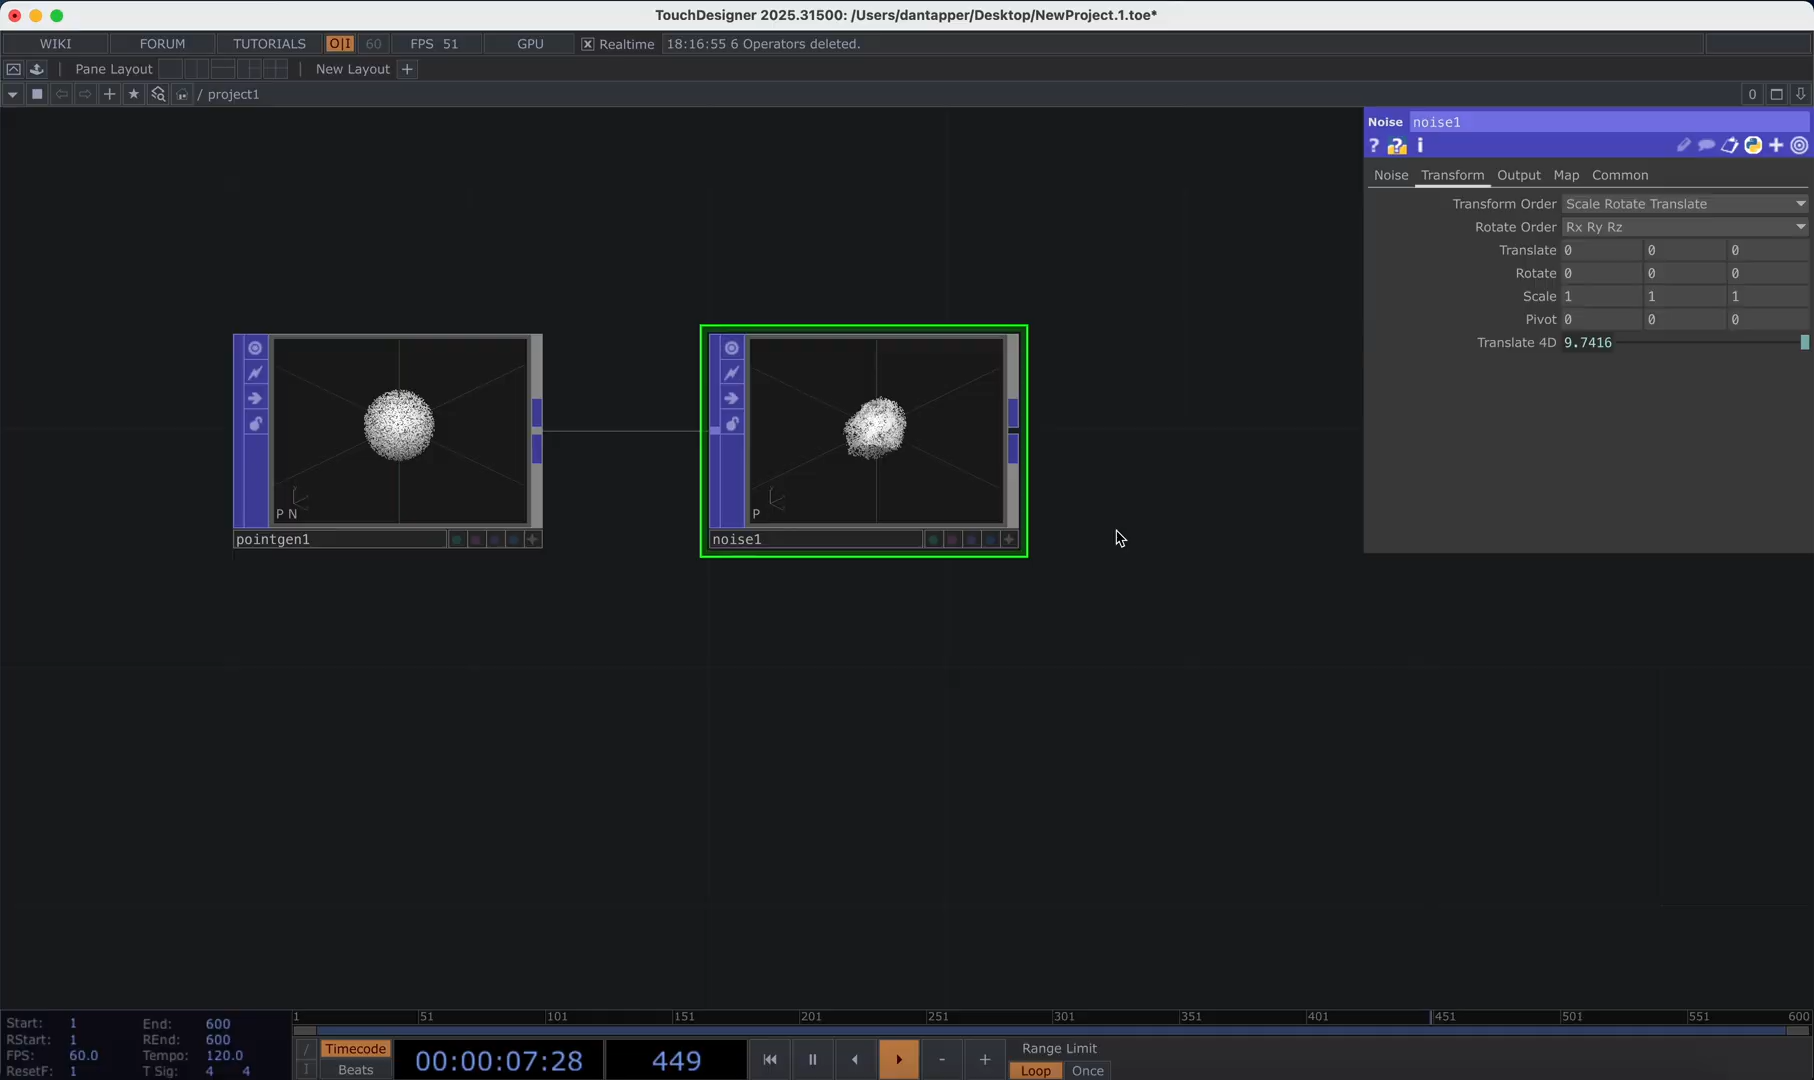 TouchDesigner 2025.31500: /Users/dantapper/Desktop/NewProject.1.toe*
WIKI FORUM TUTORIALS O|I 60 FPS 51 GPU Realtime 18:16:55 6 Operators deleted.
Pane Layout New Layout +
/ project1 0
Noise noise1
? ? i
Noise Transform Output Map Common
Transform Order Scale Rotate Translate
Rotate Order Rx Ry Rz
Translate 0 0 0
Rotate 0 0 0
Scale 1 1 1
Pivot 0 0 0
Translate 4D 9.7416
P N
pointgen1
P
noise1
1 51 101 151 201 251 301 351 401 451 501 551 600
Start: 1 End: 600
RStart: 1 REnd: 600
FPS: 60.0 Tempo: 120.0
ResetF: 1 T Sig: 4 4
/ Timecode
I Beats
00:00:07:28 449
- +
Range Limit
Loop Once